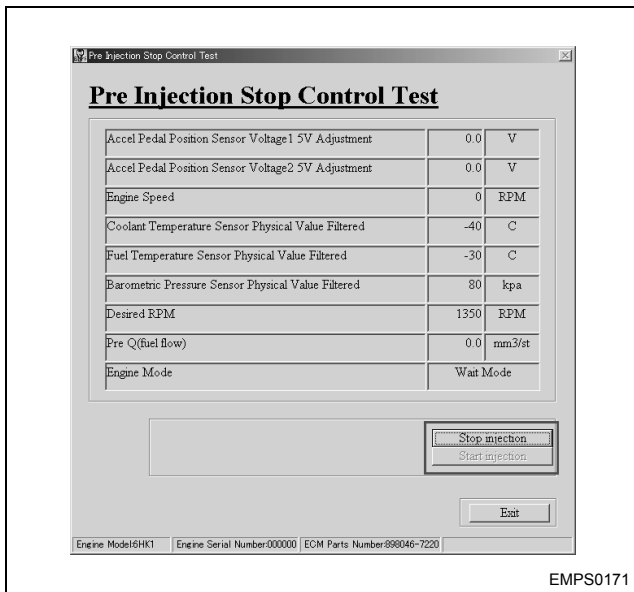 Pre Injection Stop Control Test
Pre Injection Stop Control Test
Accel Pedal Position Sensor Voltage1 5V Adjustment 0.0 V
Accel Pedal Position Sensor Voltage2 5V Adjustment 0.0 V
Engine Speed 0 RPM
Coolant Temperature Sensor Physical Value Filtered -40 C
Fuel Temperature Sensor Physical Value Filtered -30 C
Barometric Pressure Sensor Physical Value Filtered 80 kpa
Desired RPM 1350 RPM
Pre Q(fuel flow) 0.0 mm3/st
Engine Mode Wait Mode
Stop injection
Start injection
Exit
Engine Model:6HK1 Engine Serial Number:000000 ECM Parts Number:898046-7220
EMPS0171